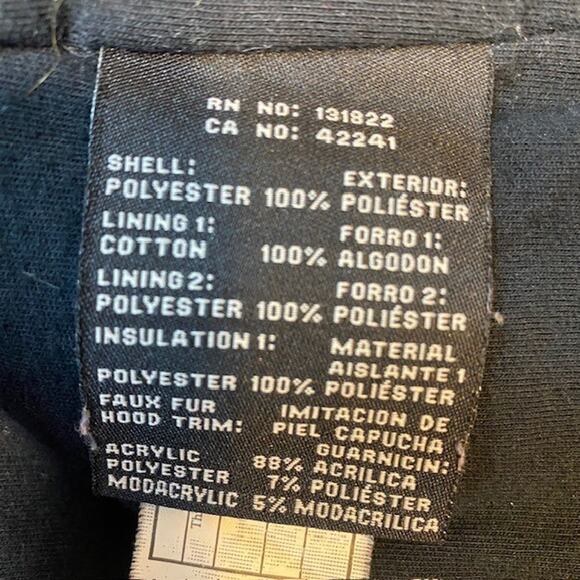 RN NO: 131822
CA NO: 42241
SHELL: EXTERIOR:
POLYESTER 100% POLIÉSTER
LINING 1: FORRO 1:
COTTON 100% ALGODON
LINING 2: FORRO 2:
POLYESTER 100% POLIÉSTER
INSULATION 1: MATERIAL
AISLANTE 1
POLYESTER 100% POLIÉSTER
FAUX FUR IMITACION DE
HOOD TRIM: PIEL CAPUCHA
GUARNICIN:
ACRYLIC 88% ACRILICA
POLYESTER 7% POLIÉSTER
MODACRYLIC 5% MODACRILICA